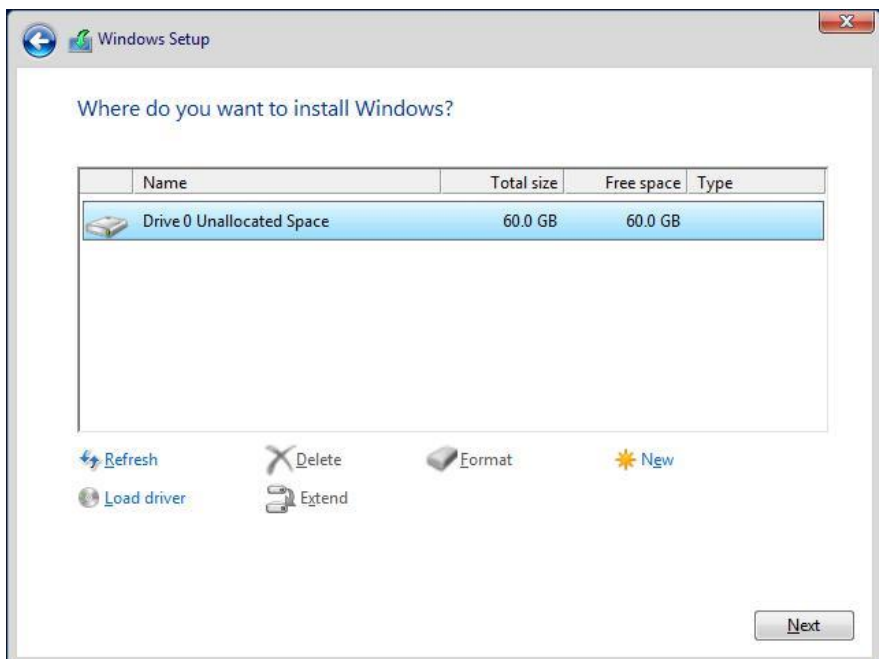 Windows Setup
Where do you want to install Windows?
Name Total size Free space Type
Drive 0 Unallocated Space 60.0 GB 60.0 GB
Refresh Delete Format New
Load driver Extend
Next